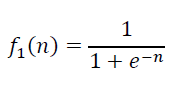 f₁(n) = 1 / (1 + e⁻ⁿ)